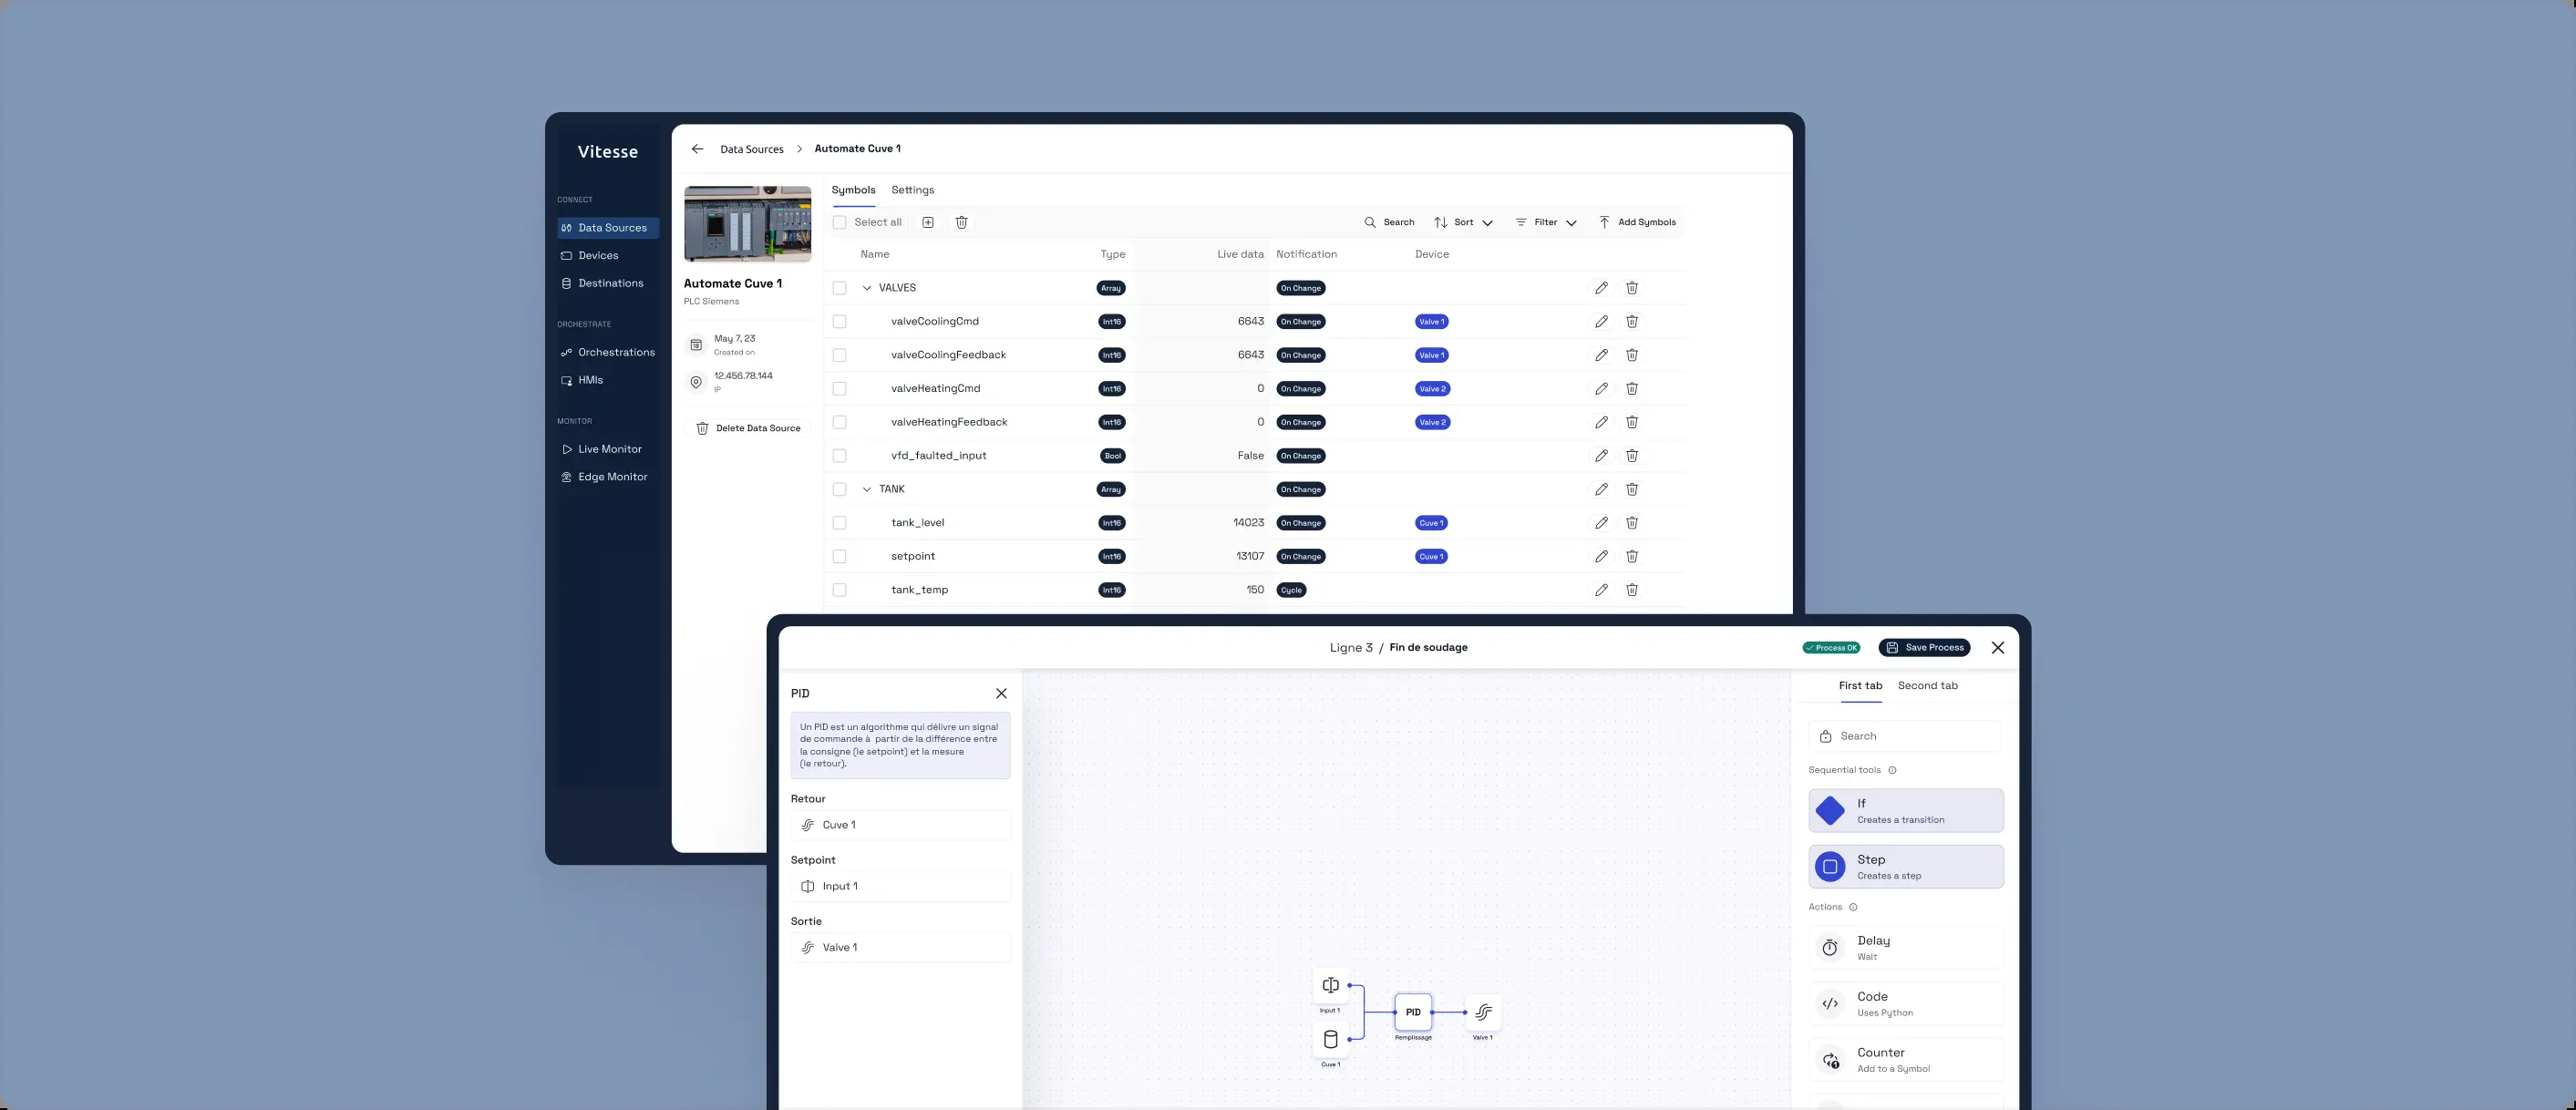 Vitesse
CONNECT
Data Sources
Devices
Destinations
ORCHESTRATE
Orchestrations
HMIs
MONITOR
Live Monitor
Edge Monitor
Data Sources > Automate Cuve 1
Automate Cuve 1
PLC Siemens
May 7, 23
Created on
12.456.78.144
IP
Delete Data Source
Symbols Settings
Select all Search Sort Filter Add Symbols
Name Type Live data Notification Device
VALVES Array On Change
valveCoolingCmd Int16 6643 On Change Valve 1
valveCoolingFeedback Int16 6643 On Change Valve 1
valveHeatingCmd Int16 0 On Change Valve 2
valveHeatingFeedback Int16 0 On Change Valve 2
vfd_faulted_input Bool False On Change
TANK Array On Change
tank_level Int16 14023 On Change Cuve 1
setpoint Int16 13107 On Change Cuve 1
tank_temp Int16 150 Cycle
Ligne 3 / Fin de soudage
Process OK
Save Process
PID
Un PID est un algorithme qui délivre un signal
de commande à partir de la différence entre
la consigne (le setpoint) et la mesure
(le retour).
Retour
Cuve 1
Setpoint
Input 1
Sortie
Valve 1
Input 1
Cuve 1
PID
Remplissage
Valve 1
First tab Second tab
Search
Sequential tools
If
Creates a transition
Step
Creates a step
Actions
Delay
Wait
Code
Uses Python
Counter
Add to a Symbol